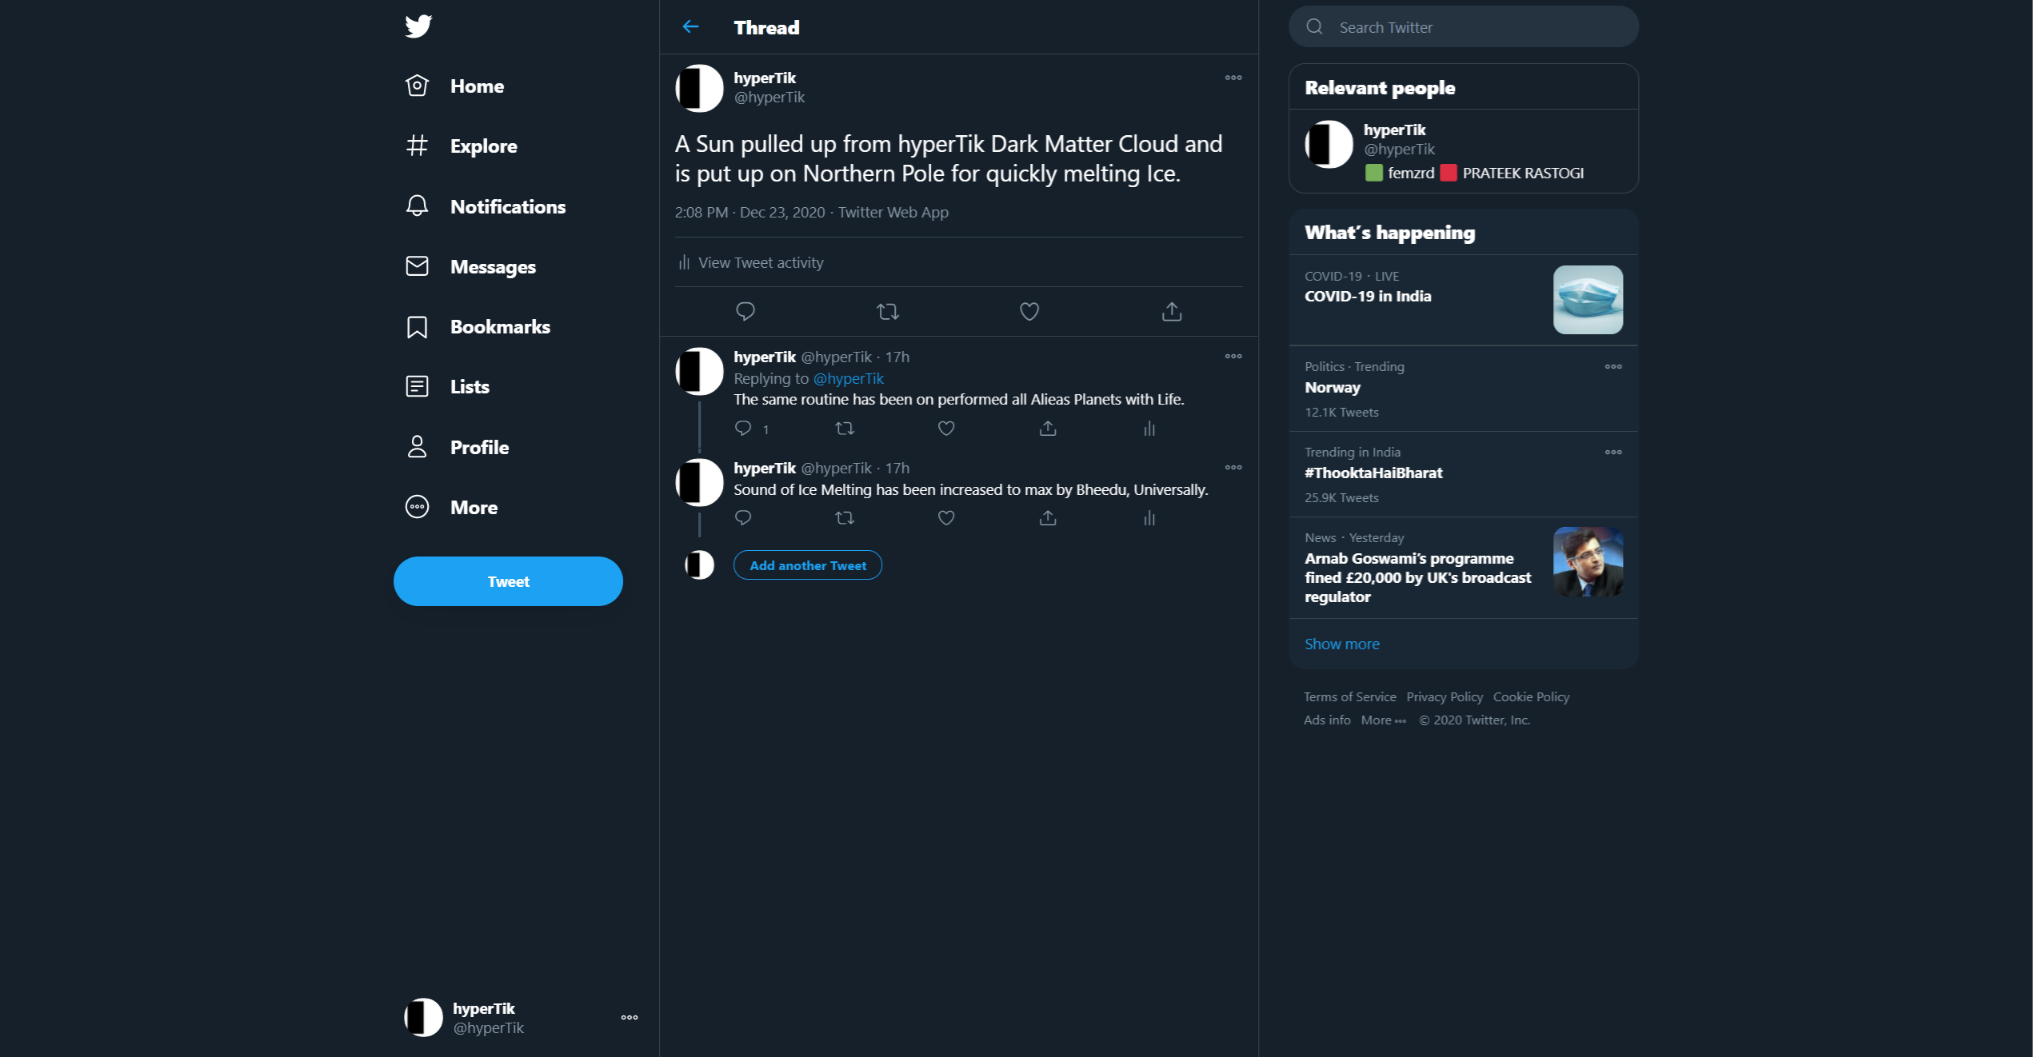 Home
Explore
Notifications
Messages
Bookmarks
Lists
Profile
More
Tweet
hyperTik
@hyperTik
Thread
hyperTik
@hyperTik
A Sun pulled up from hyperTik Dark Matter Cloud and
is put up on Northern Pole for quickly melting Ice.
2:08 PM · Dec 23, 2020 · Twitter Web App
View Tweet activity
hyperTik @hyperTik · 17h
Replying to @hyperTik
The same routine has been on performed all Alieas Planets with Life.
1
hyperTik @hyperTik · 17h
Sound of Ice Melting has been increased to max by Bheedu, Universally.
Add another Tweet
Search Twitter
Relevant people
hyperTik
@hyperTik
femzrd PRATEEK RASTOGI
What's happening
COVID-19 · LIVE
COVID-19 in India
Politics · Trending
Norway
12.1K Tweets
Trending in India
#ThooktaHaiBharat
25.9K Tweets
News · Yesterday
Arnab Goswami's programme
fined £20,000 by UK's broadcast
regulator
Show more
Terms of Service Privacy Policy Cookie Policy
Ads info More © 2020 Twitter, Inc.